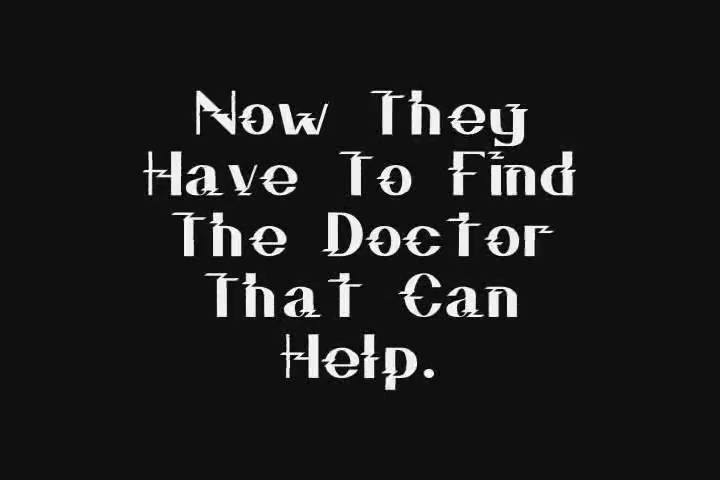 Now They
Have To Find
The Doctor
That Can
Help.